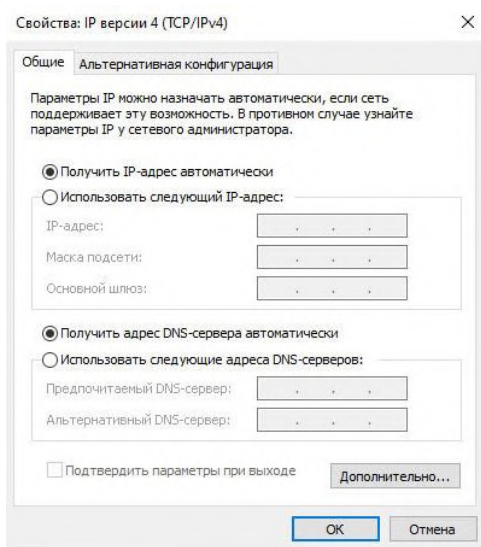 Свойства: IP версии 4 (TCP/IPv4)
Общие
Альтернативная конфигурация
Параметры IP можно назначать автоматически, если сеть
поддерживает эту возможность. В противном случае узнайте
параметры IP у сетевого администратора.
Получить IP-адрес автоматически
Использовать следующий IP-адрес:
IP-адрес:
Маска подсети:
Основной шлюз:
Получить адрес DNS-сервера автоматически
Использовать следующие адреса DNS-серверов:
Предпочитаемый DNS-сервер:
Альтернативный DNS-сервер:
Подтвердить параметры при выходе
Дополнительно...
ОК
Отмена